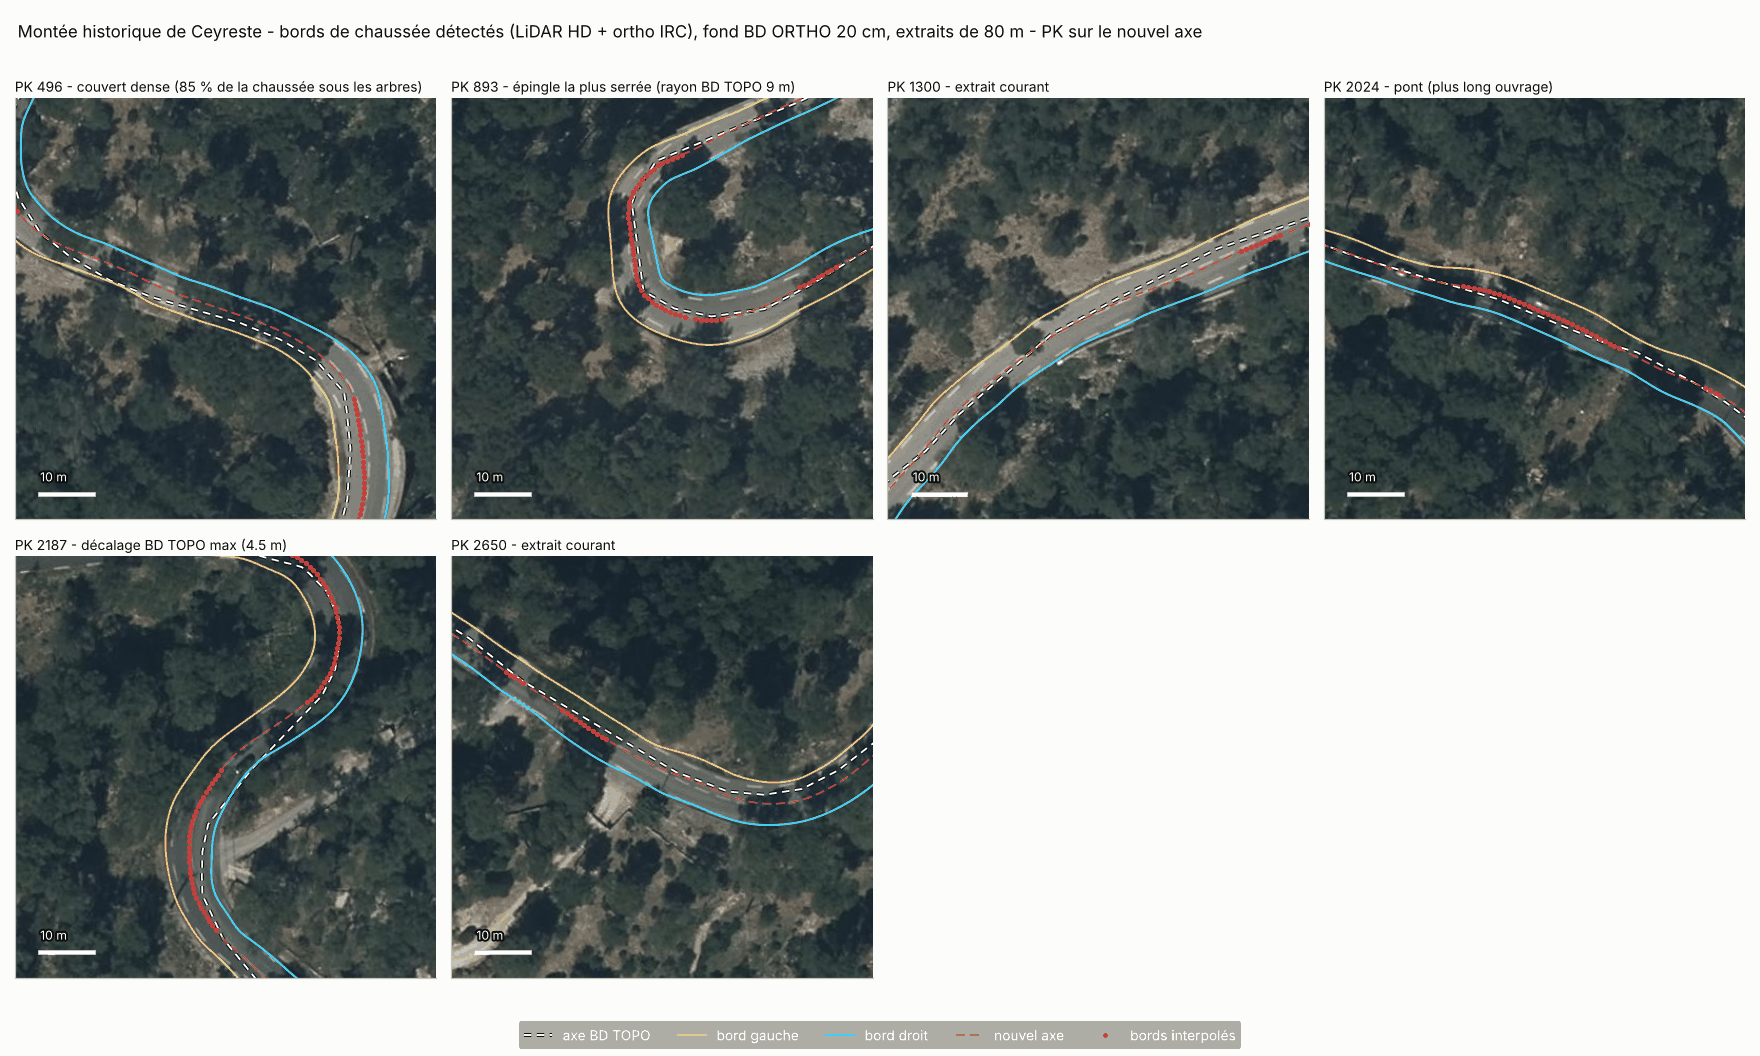 Montée historique de Ceyreste - bords de chaussée détectés (LiDAR HD + ortho IRC), fond BD ORTHO 20 cm, extraits de 80 m - PK sur le nouvel axe
PK 496 - couvert dense (85 % de la chaussée sous les arbres)
PK 893 - épingle la plus serrée (rayon BD TOPO 9 m)
PK 1300 - extrait courant
PK 2024 - pont (plus long ouvrage)
10 m
10 m
10 m
10 m
PK 2187 - décalage BD TOPO max (4.5 m)
PK 2650 - extrait courant
10 m
10 m
axe BD TOPO
bord gauche
bord droit
nouvel axe
bords interpolés